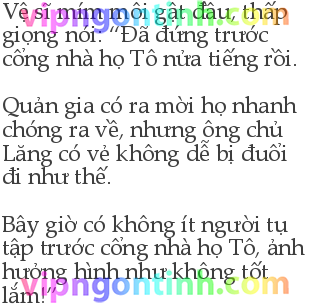 Vệ sĩ mím môi gật đầu, thấp
giọng nói: “Đã đứng trước
cổng nhà họ Tô nửa tiếng rồi.
Quản gia có ra mời họ nhanh
chóng ra về, nhưng ông chủ
Lăng có vẻ không dễ bị đuổi
đi như thế.
Bây giờ có không ít người tụ
tập trước cổng nhà họ Tô, ảnh
hưởng hình như không tốt
lắm!”
vipngontinh.com
vipngontinh.com
vipngontinh.com